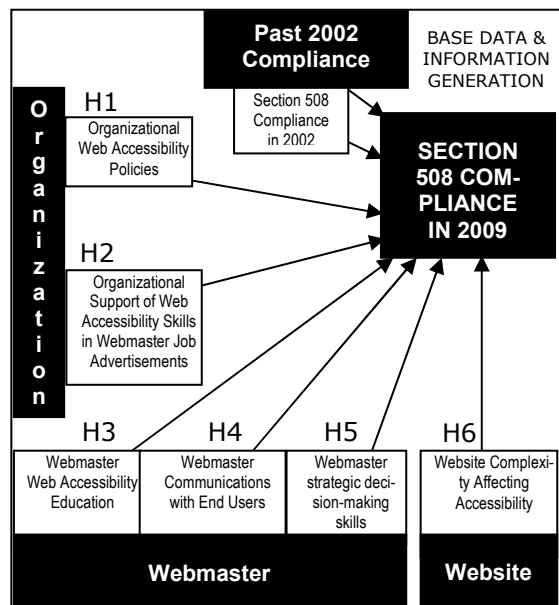 Past 2002
Compliance
BASE DATA &
INFORMATION
GENERATION
Section 508
Compliance
in 2002
SECTION
508 COM-
PLIANCE
IN 2009
Organization
H1
Organizational
Web Accessibility
Policies
H2
Organizational
Support of Web
Accessibility Skills
in Webmaster Job
Advertisements
H3
Webmaster
Web Accessibility
Education
H4
Webmaster
Communications
with End Users
H5
Webmaster
strategic deci-
sion-making
skills
H6
Website Complexi-
ty Affecting
Accessibility
Webmaster
Website